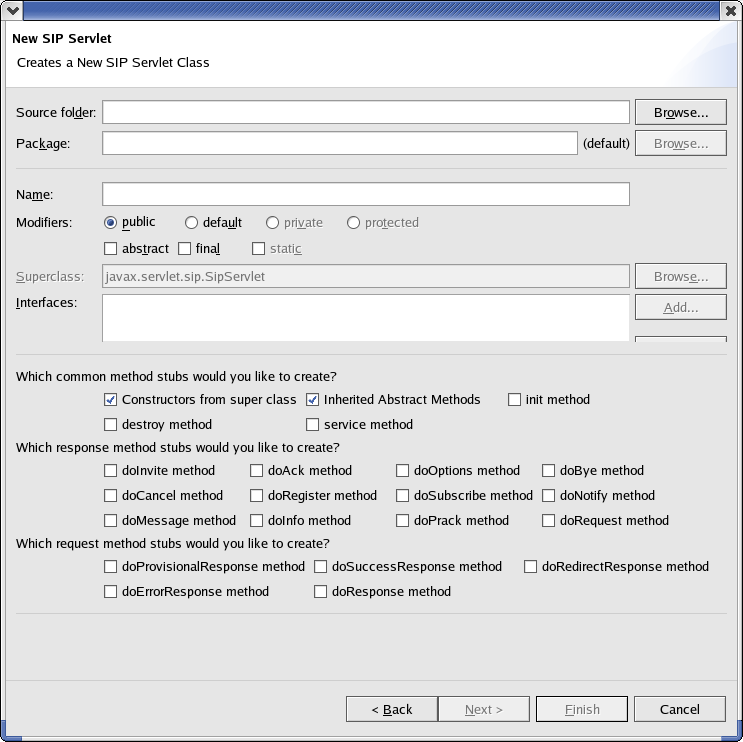 New SIP Servlet
Creates a New SIP Servlet Class
Source folder: Browse...
Package: (default) Browse...
Name:
Modifiers: public default private protected
abstract final static
Superclass: javax.servlet.sip.SipServlet Browse...
Interfaces: Add...
Which common method stubs would you like to create?
Constructors from super class Inherited Abstract Methods init method
destroy method service method
Which response method stubs would you like to create?
doInvite method doAck method doOptions method doBye method
doCancel method doRegister method doSubscribe method doNotify method
doMessage method doInfo method doPrack method doRequest method
Which request method stubs would you like to create?
doProvisionalResponse method doSuccessResponse method doRedirectResponse method
doErrorResponse method doResponse method
< Back Next > Finish Cancel